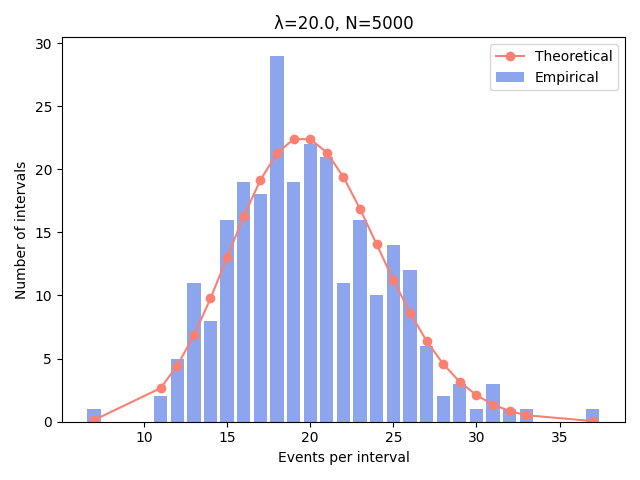 λ=20.0, N=5000
Theoretical
Empirical
Number of intervals
30
25
20
15
10
5
0
10 15 20 25 30 35
Events per interval